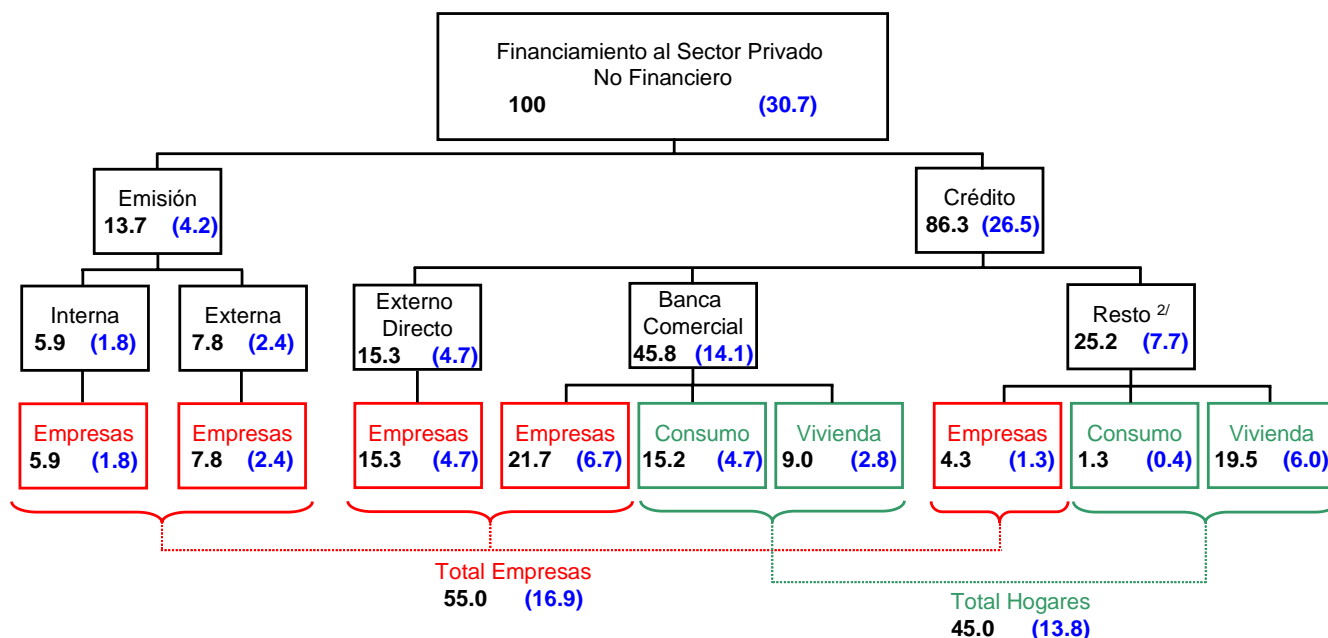 Financiamiento al Sector Privado
No Financiero
100 (30.7)
Emisión
13.7 (4.2)
Crédito
86.3 (26.5)
Interna
5.9 (1.8)
Externa
7.8 (2.4)
Externo
Directo
15.3 (4.7)
Banca
Comercial
45.8 (14.1)
Resto 2/
25.2 (7.7)
Empresas
5.9 (1.8)
Empresas
7.8 (2.4)
Empresas
15.3 (4.7)
Empresas
21.7 (6.7)
Consumo
15.2 (4.7)
Vivienda
9.0 (2.8)
Empresas
4.3 (1.3)
Consumo
1.3 (0.4)
Vivienda
19.5 (6.0)
Total Empresas
55.0 (16.9)
Total Hogares
45.0 (13.8)